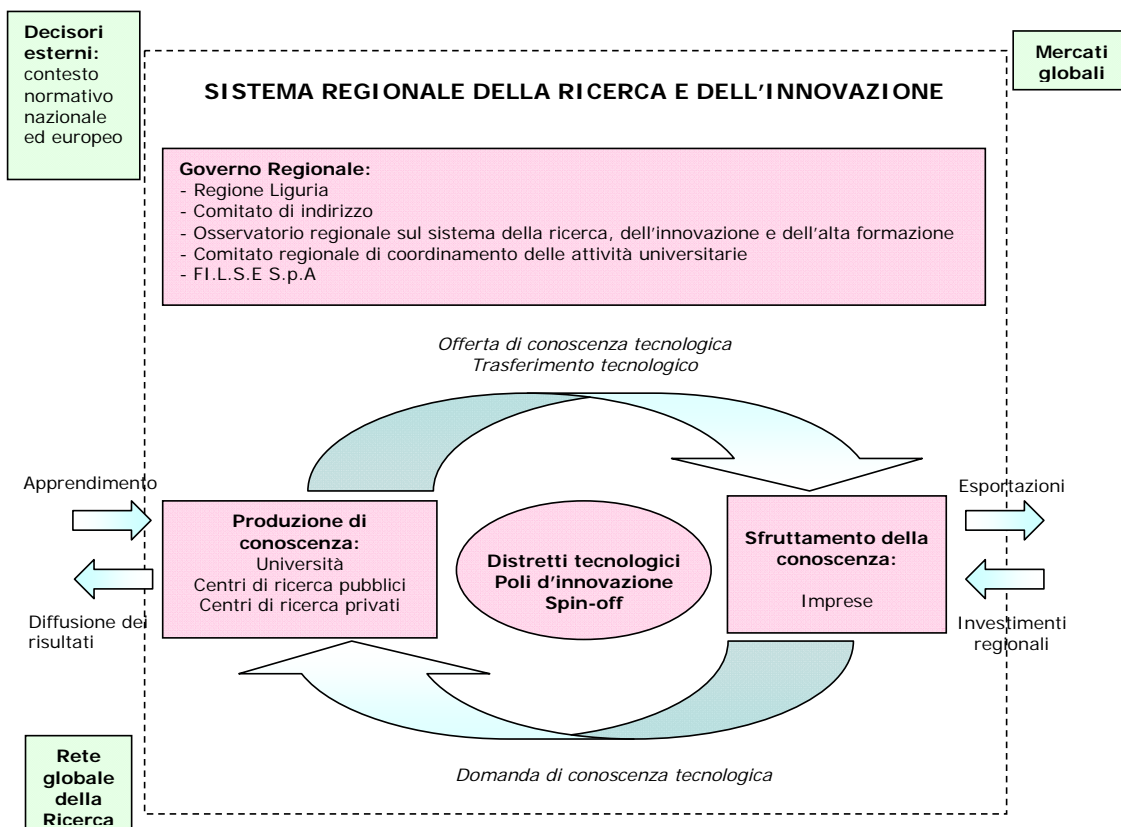 Decisori
esterni:
contesto
normativo
nazionale
ed europeo
Mercati
globali
SISTEMA REGIONALE DELLA RICERCA E DELL'INNOVAZIONE
Governo Regionale:
- Regione Liguria
- Comitato di indirizzo
- Osservatorio regionale sul sistema della ricerca, dell'innovazione e dell'alta formazione
- Comitato regionale di coordinamento delle attività universitarie
- FI.L.S.E S.p.A
Offerta di conoscenza tecnologica
Trasferimento tecnologico
Apprendimento
Diffusione dei
risultati
Produzione di
conoscenza:
Università
Centri di ricerca pubblici
Centri di ricerca privati
Distretti tecnologici
Poli d'innovazione
Spin-off
Sfruttamento della
conoscenza:
Imprese
Esportazioni
Investimenti
regionali
Domanda di conoscenza tecnologica
Rete
globale
della
Ricerca